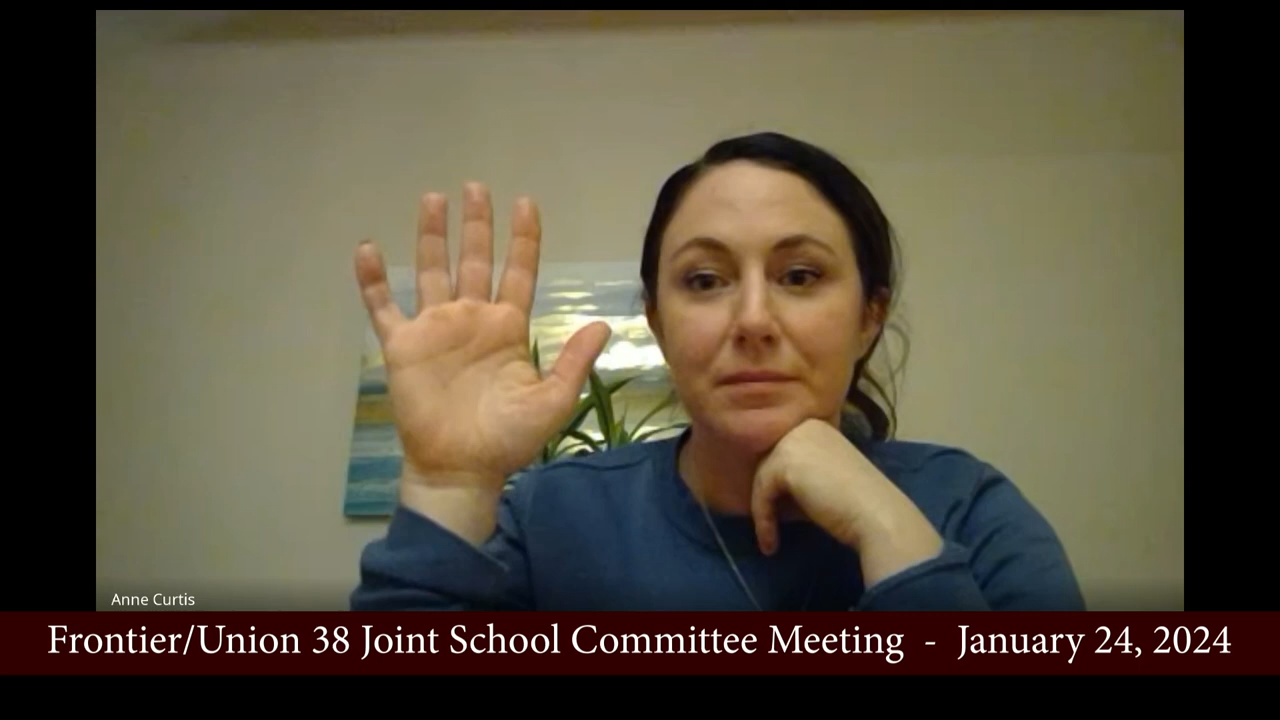 Anne Curtis
Frontier/Union 38 Joint School Committee Meeting - January 24, 2024